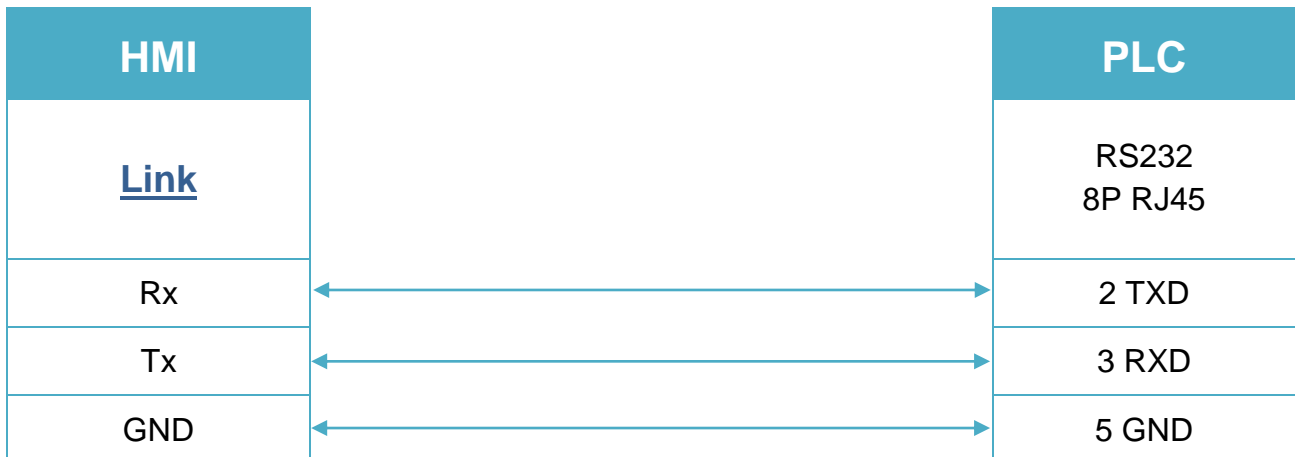 HMI PLC
Link
RS232
8P RJ45
Rx 2 TXD
Tx 3 RXD
GND 5 GND